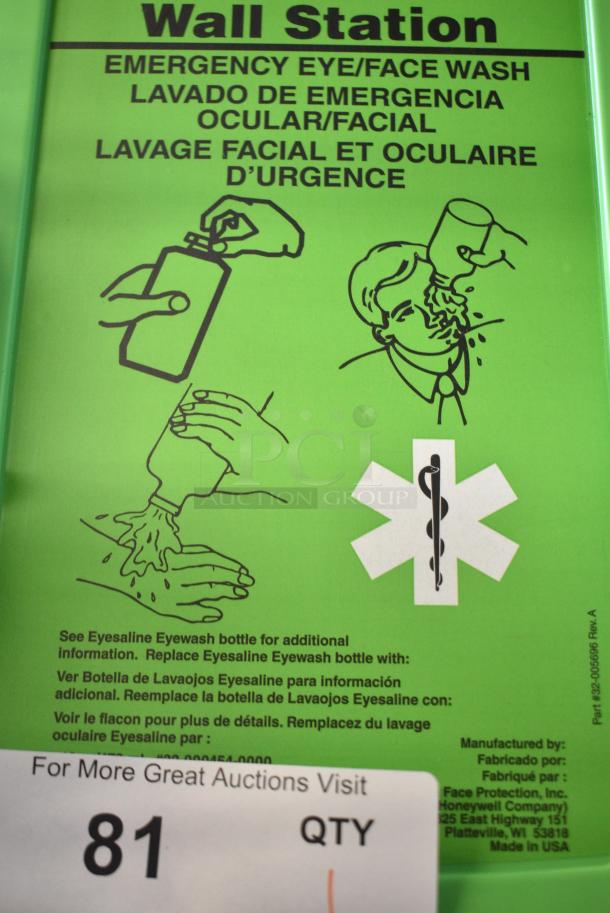 Wall Station
EMERGENCY EYE/FACE WASH
LAVADO DE EMERGENCIA
OCULAR/FACIAL
LAVAGE FACIAL ET OCULAIRE
D'URGENCE
PCI
AUCTION GROUP
See Eyesaline Eyewash bottle for additional
information. Replace Eyesaline Eyewash bottle with:
Ver Botella de Lavaojos Eyesaline para información
adicional. Reemplace la botella de Lavaojos Eyesaline con:
Voir le flacon pour plus de détails. Remplacez du lavage
oculaire Eyesaline par :
Part #32-005696 Rev. A
Manufactured by:
Fabricado por:
Fabriqué par :
Face Protection, Inc.
Honeywell Company)
East Highway 151
Platteville, WI 53818
Made in USA
For More Great Auctions Visit
81
QTY